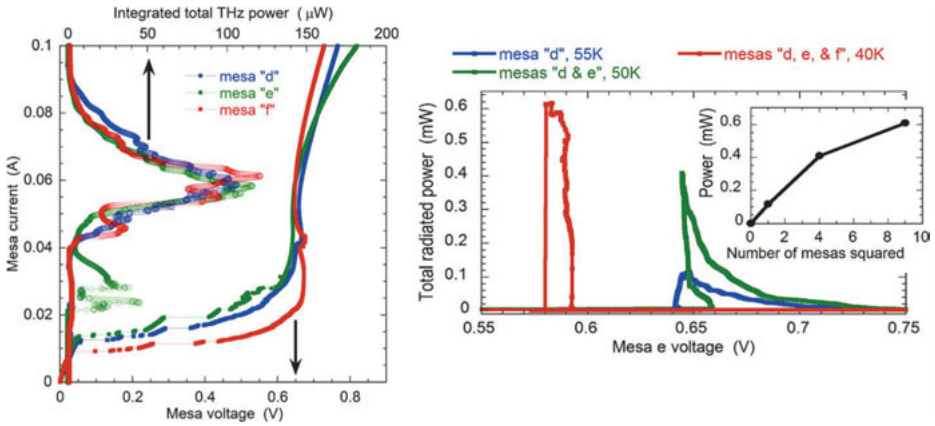 Integrated total THz power ( μW)
0 50 100 150 200
0.1
0.08
0.06
0.04
0.02
0
Mesa current (A)
mesa "d"
mesa "e"
mesa "f"
0 0.2 0.4 0.6 0.8
Mesa voltage (V)
mesa "d", 55K
mesas "d, e, & f", 40K
mesas "d & e", 50K
0.6
0.5
0.4
0.3
0.2
0.1
0
Total radiated power (mW)
0.55 0.6 0.65 0.7 0.75
Mesa e voltage (V)
0.6
0.4
0.2
0
Power (mW)
0 2 4 6 8 10
Number of mesas squared